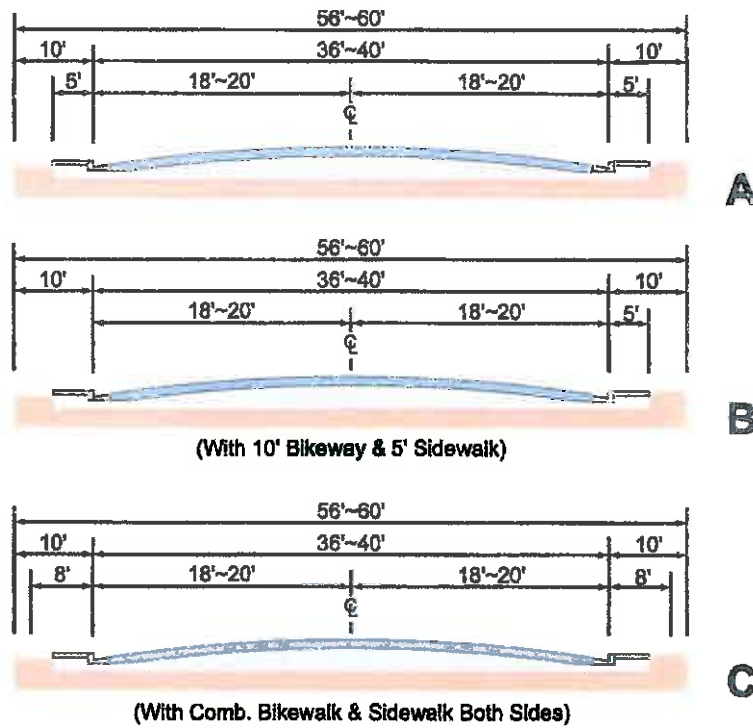 56'~60'
10' 36'~40' 10'
5' 18'~20' 18'~20' 5'
℄
A
56'~60'
10' 36'~40' 10'
18'~20' 18'~20' 5'
℄
B
(With 10' Bikeway & 5' Sidewalk)
56'~60'
10' 36'~40' 10'
8' 18'~20' 18'~20' 8'
℄
C
(With Comb. Bikewalk & Sidewalk Both Sides)